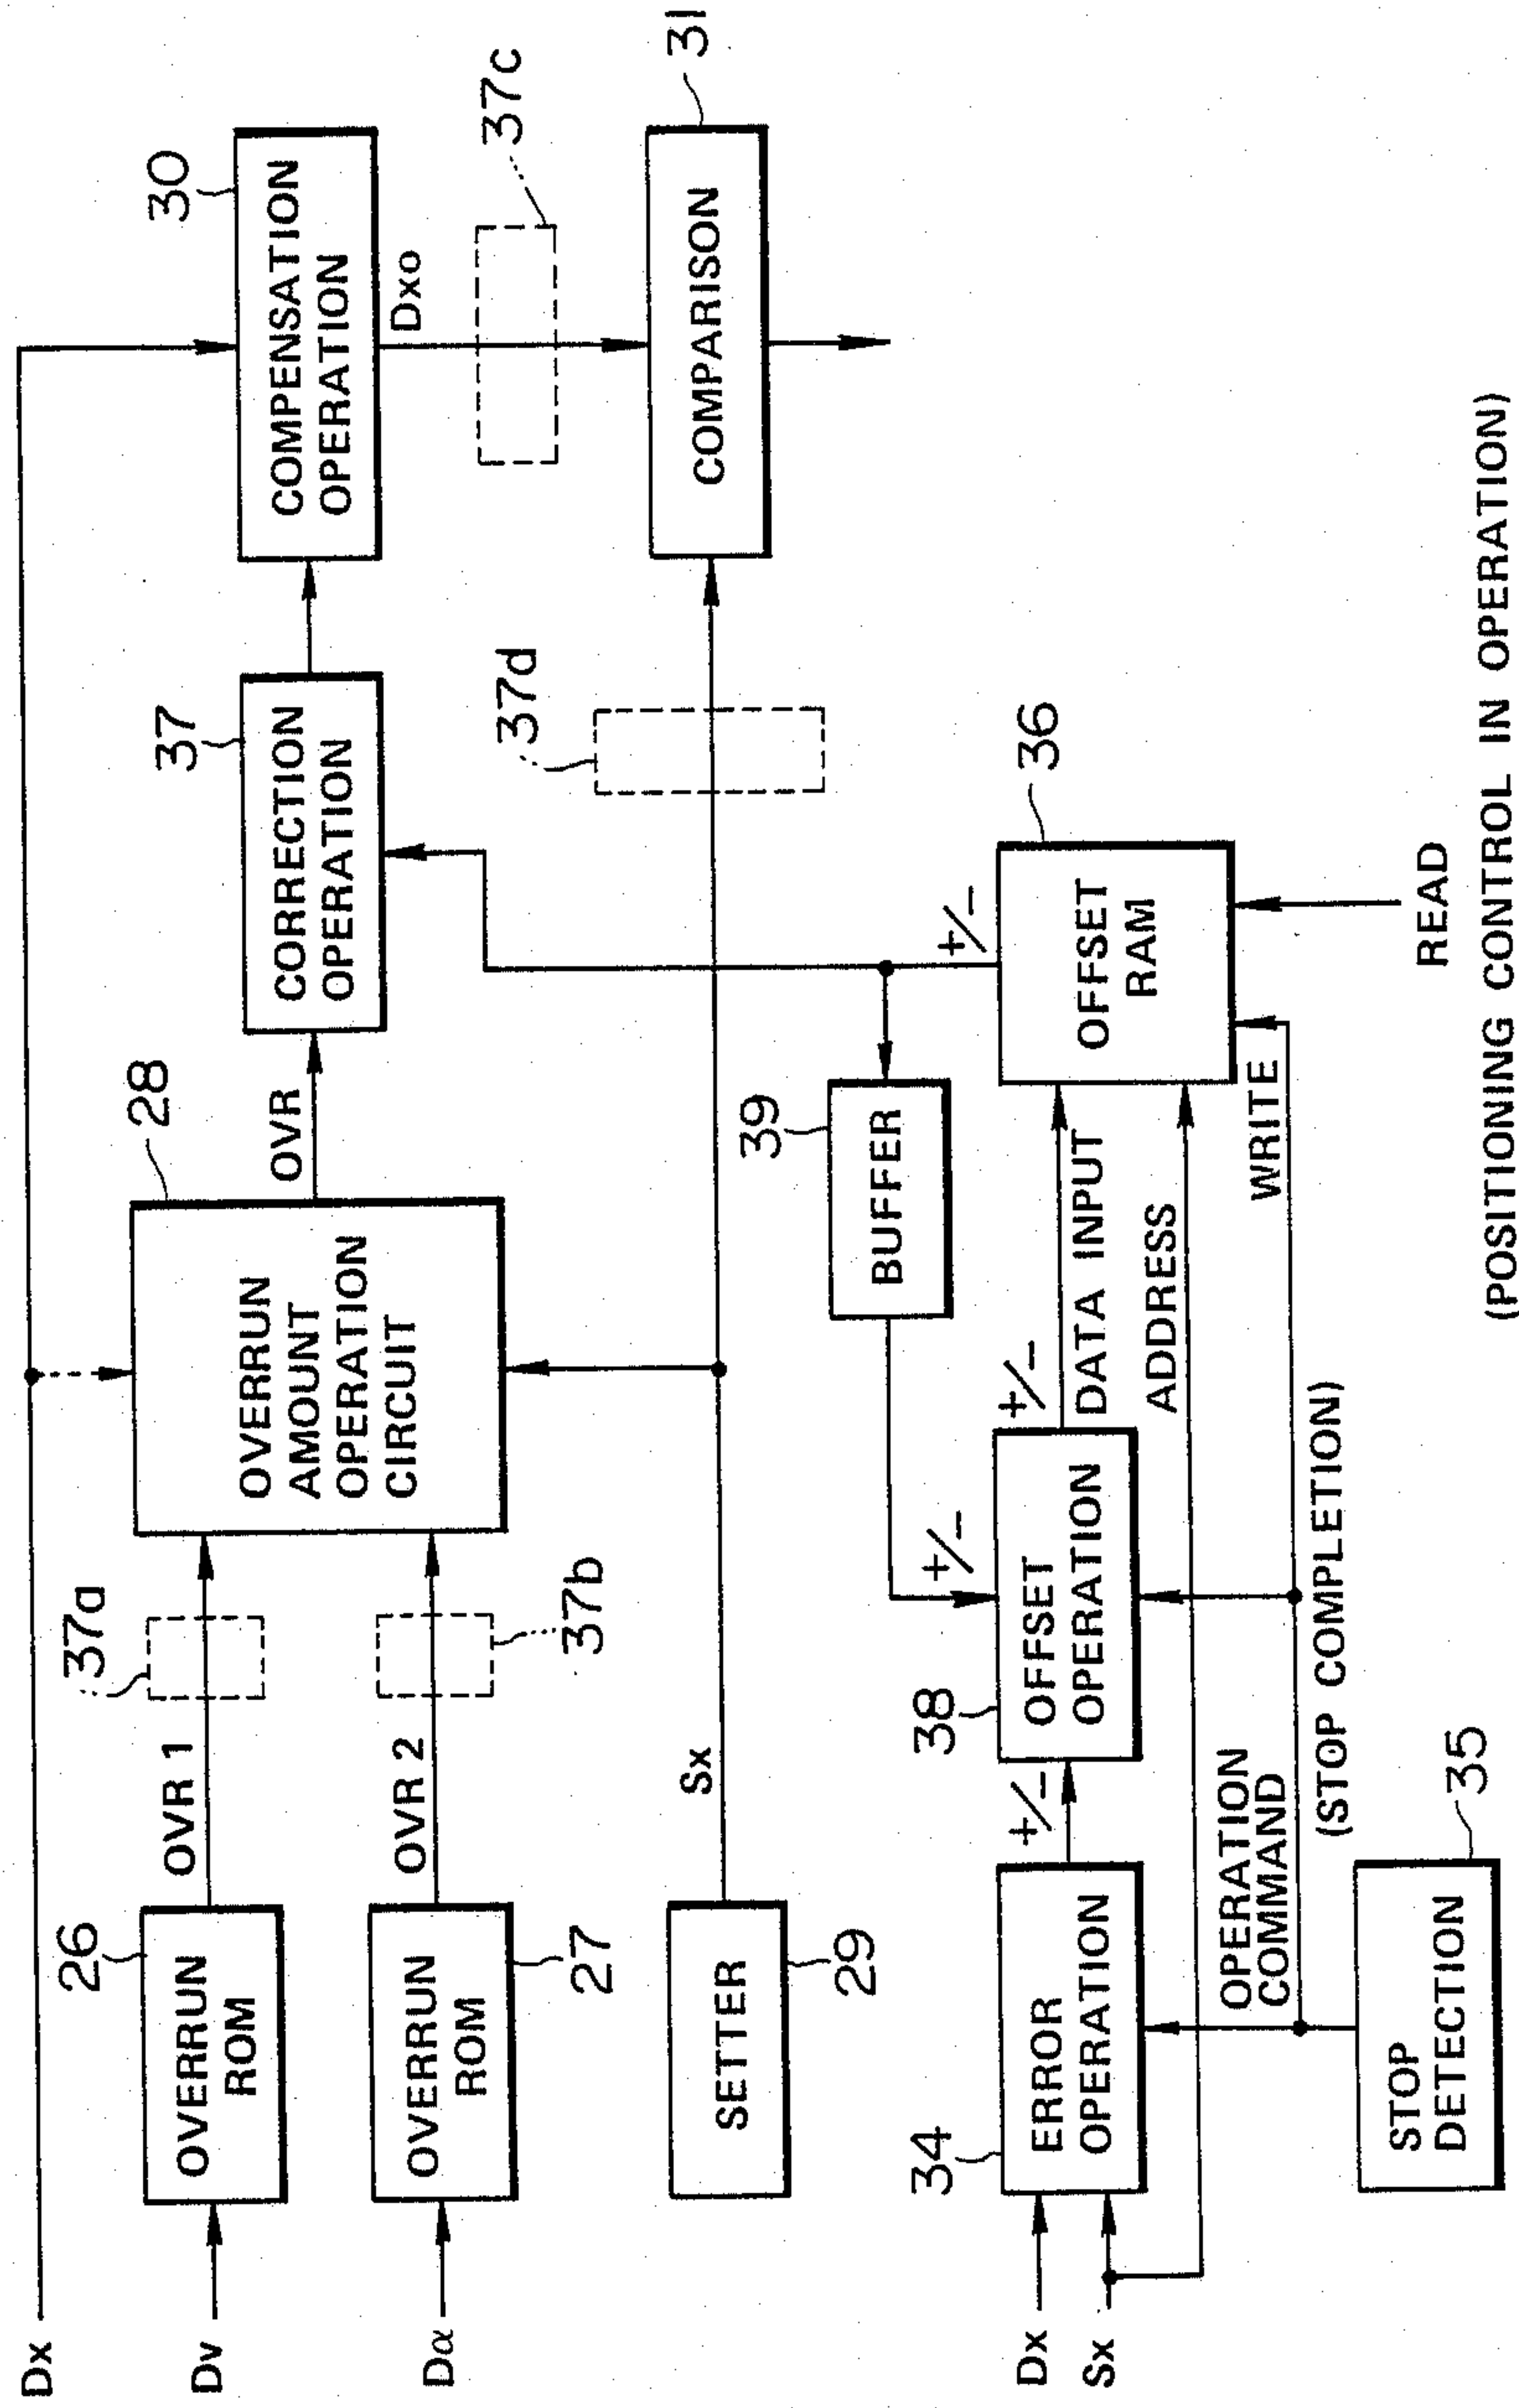 Dx
Dv
Dα
26
OVERRUN
ROM
OVR 1
37a
OVERRUN
ROM
27
OVR 2
37b
28
OVERRUN
AMOUNT
OPERATION
CIRCUIT
OVR
37
CORRECTION
OPERATION
30
COMPENSATION
OPERATION
Dxo
37c
SETTER
29
Sx
37d
COMPARISON
31
39
BUFFER
Dx
Sx
34
ERROR
OPERATION
+/−
38
OFFSET
OPERATION
+/−
+/−
DATA INPUT
ADDRESS
36
OFFSET
RAM
+/−
OPERATION
COMMAND
WRITE
READ
(STOP COMPLETION)
(POSITIONING CONTROL IN OPERATION)
STOP
DETECTION
35